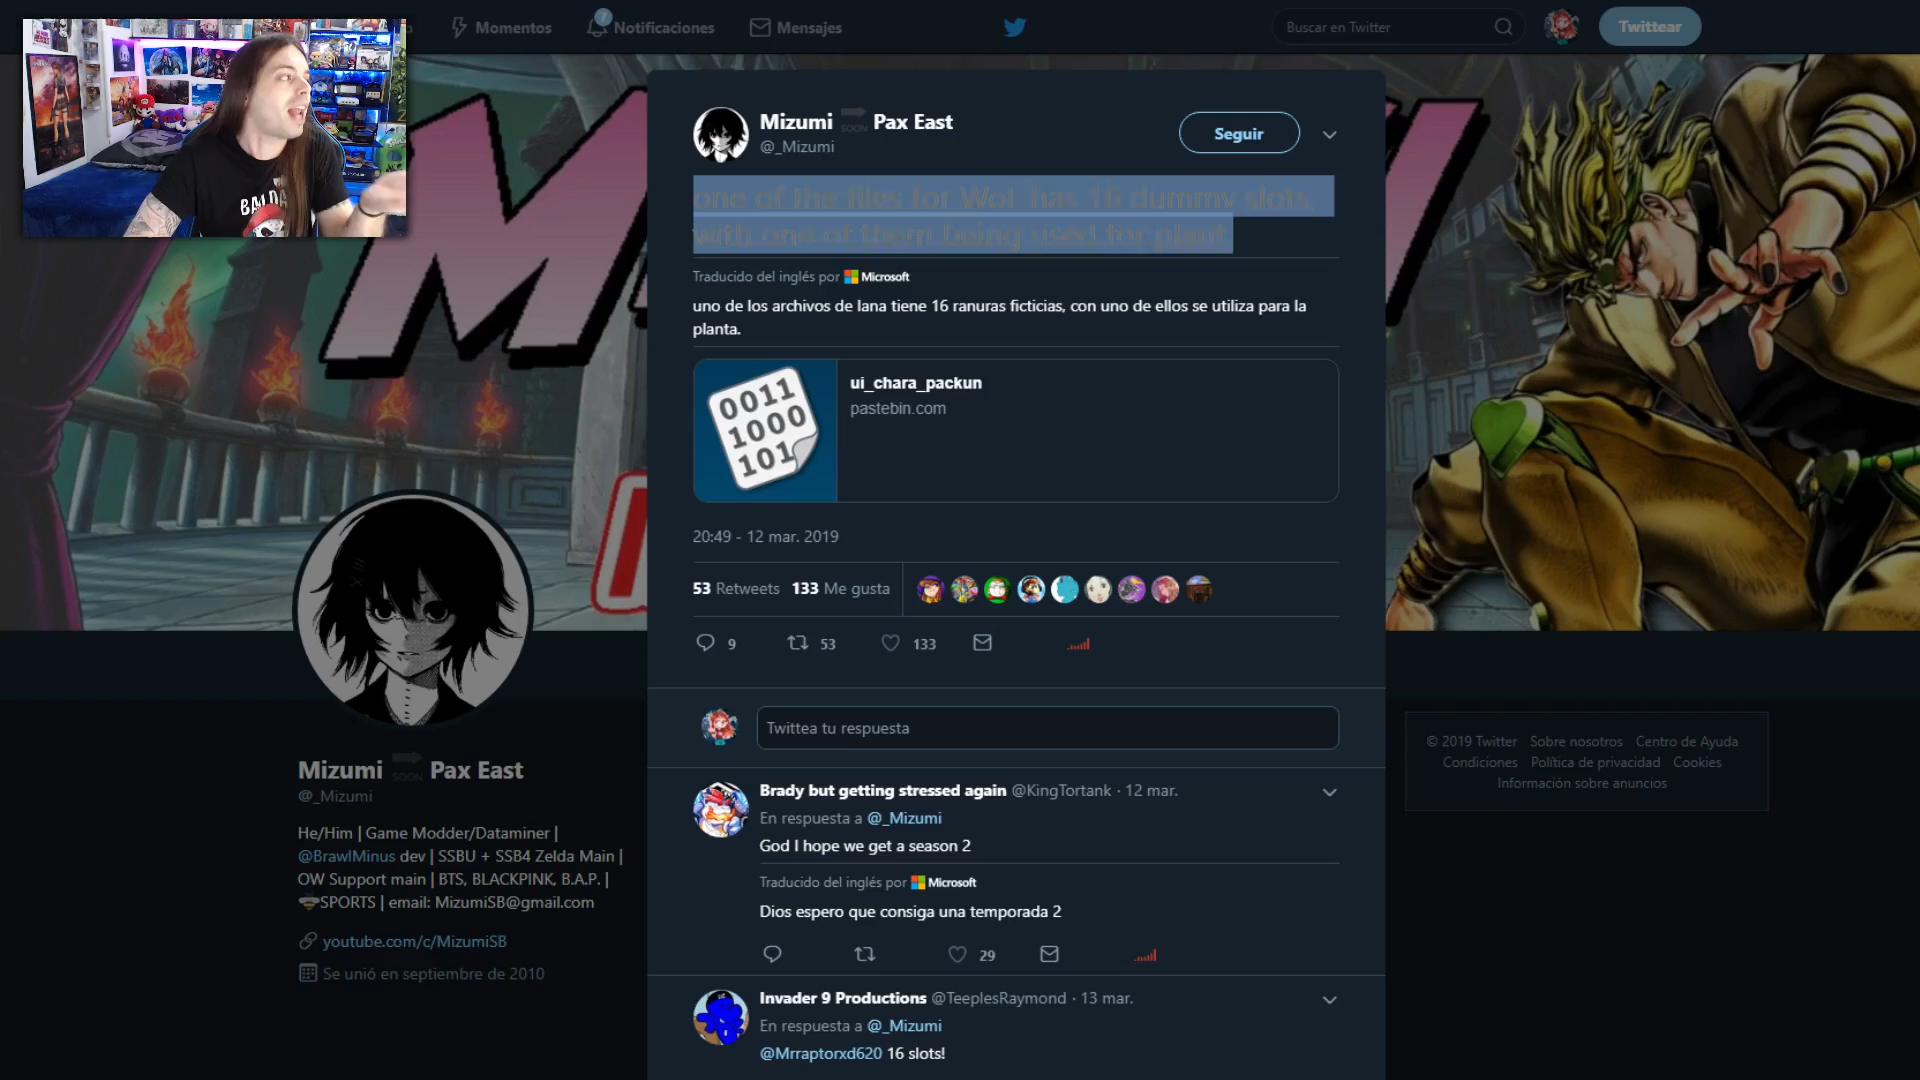 Momentos
7
Notificaciones
Mensajes
Buscar en Twitter
Twittear
Mizumi SOON Pax East
@_Mizumi
Seguir
one of the files for WoL has 16 dummy slots,
with one of them being used for plant.
Traducido del inglés por Microsoft
uno de los archivos de lana tiene 16 ranuras ficticias, con uno de ellos se utiliza para la
planta.
0011
1000
101
ui_chara_packun
pastebin.com
20:49 - 12 mar. 2019
53 Retweets 133 Me gusta
9 53 133
Twittea tu respuesta
Brady but getting stressed again @KingTortank · 12 mar.
En respuesta a @_Mizumi
God I hope we get a season 2
Traducido del inglés por Microsoft
Dios espero que consiga una temporada 2
29
Invader 9 Productions @TeeplesRaymond · 13 mar.
En respuesta a @_Mizumi
@Mrraptorxd620 16 slots!
Mizumi SOON Pax East
@_Mizumi
He/Him | Game Modder/Dataminer |
@BrawlMinus dev | SSBU + SSB4 Zelda Main |
OW Support main | BTS, BLACKPINK, B.A.P. |
SPORTS | email: MizumiSB@gmail.com
youtube.com/c/MizumiSB
Se unió en septiembre de 2010
© 2019 Twitter Sobre nosotros Centro de Ayuda
Condiciones Política de privacidad Cookies
Información sobre anuncios